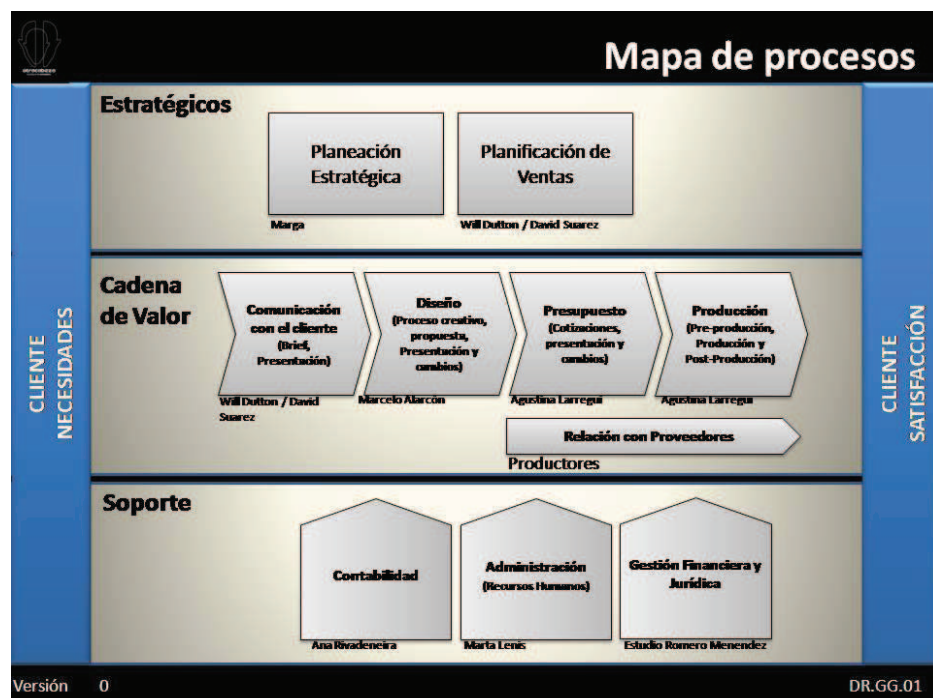 Mapa de procesos
Estratégicos
Planeación
Estratégica
Marga
Planificación de
Ventas
Will Dutton / David Suarez
CLIENTE
NECESIDADES
Cadena
de Valor
Comunicación
con el cliente
(Brief,
Presentación)
Will Dutton / David
Suarez
Diseño
(Proceso creativo,
propuesta,
Presentación y
cambios)
Marcelo Alarcón
Presupuesto
(Cotizaciones,
presentación y
cambios)
Agustina Larregui
Producción
(Pre-producción,
Producción y
Post-Producción)
Agustina Larregui
Relación con Proveedores
Productores
CLIENTE
SATISFACCIÓN
Soporte
Contabilidad
Ana Rivadeneira
Administración
(Recursos Humanos)
Marta Lenis
Gestión Financiera y
Jurídica
Estudio Romero Menendez
Versión 0
DR.GG.01